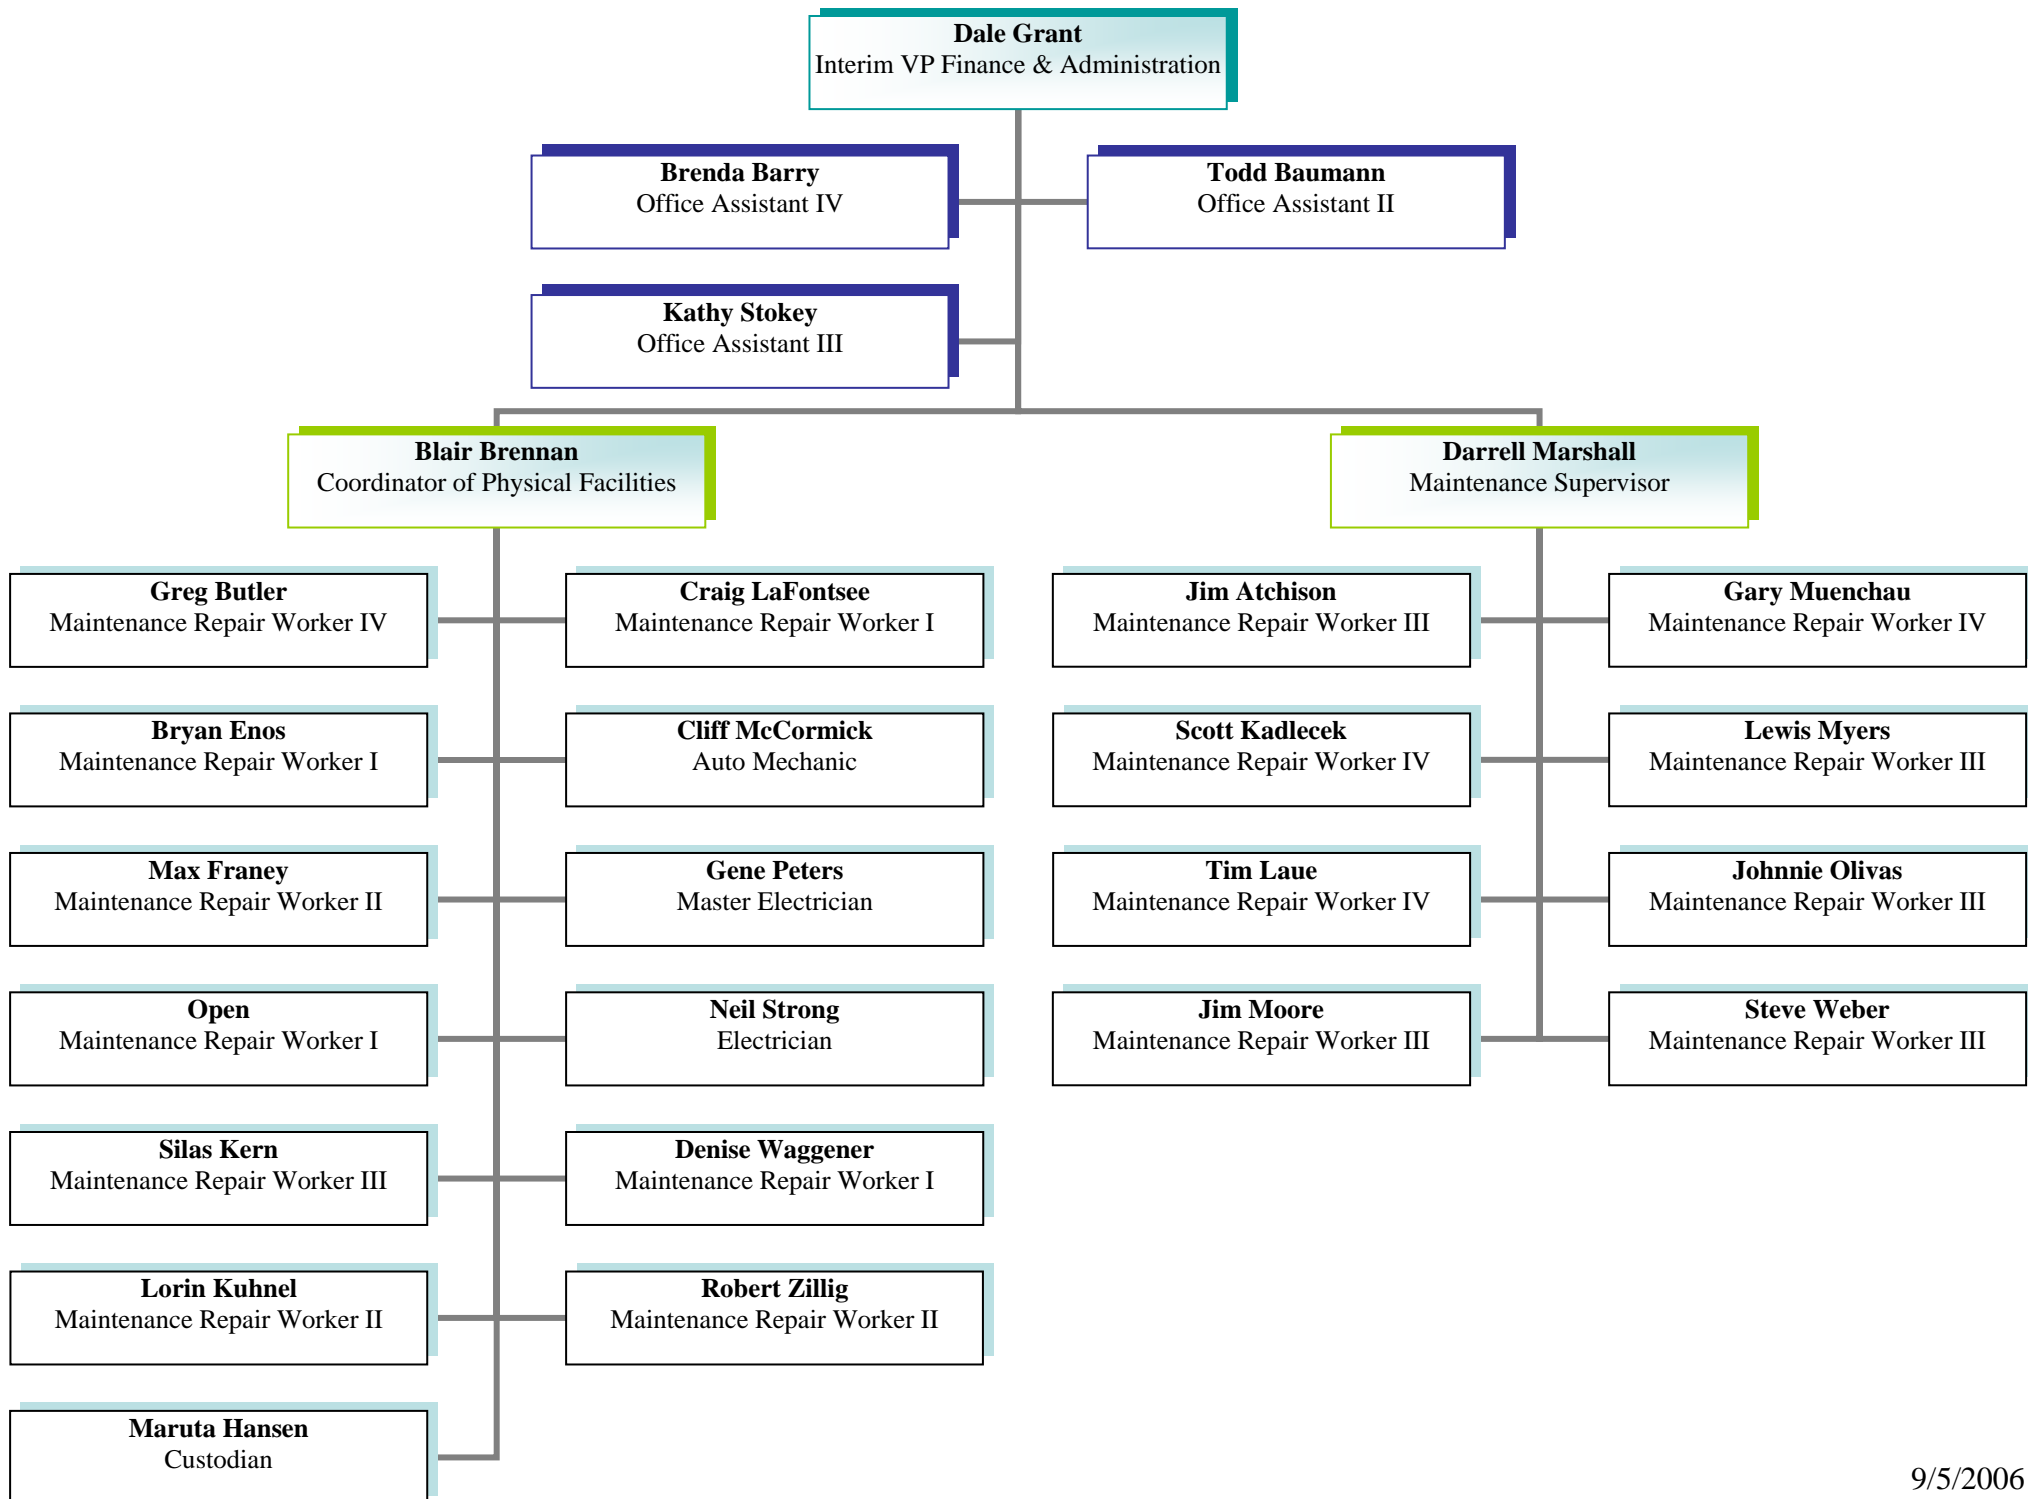 Dale Grant
Interim VP Finance & Administration
Brenda Barry
Office Assistant IV
Todd Baumann
Office Assistant II
Kathy Stokey
Office Assistant III
Blair Brennan
Coordinator of Physical Facilities
Darrell Marshall
Maintenance Supervisor
Greg Butler
Maintenance Repair Worker IV
Craig LaFontsee
Maintenance Repair Worker I
Jim Atchison
Maintenance Repair Worker III
Gary Muenchau
Maintenance Repair Worker IV
Bryan Enos
Maintenance Repair Worker I
Cliff McCormick
Auto Mechanic
Scott Kadlecek
Maintenance Repair Worker IV
Lewis Myers
Maintenance Repair Worker III
Max Franey
Maintenance Repair Worker II
Gene Peters
Master Electrician
Tim Laue
Maintenance Repair Worker IV
Johnnie Olivas
Maintenance Repair Worker III
Open
Maintenance Repair Worker I
Neil Strong
Electrician
Jim Moore
Maintenance Repair Worker III
Steve Weber
Maintenance Repair Worker III
Silas Kern
Maintenance Repair Worker III
Denise Waggener
Maintenance Repair Worker I
Lorin Kuhnel
Maintenance Repair Worker II
Robert Zillig
Maintenance Repair Worker II
Maruta Hansen
Custodian
9/5/2006